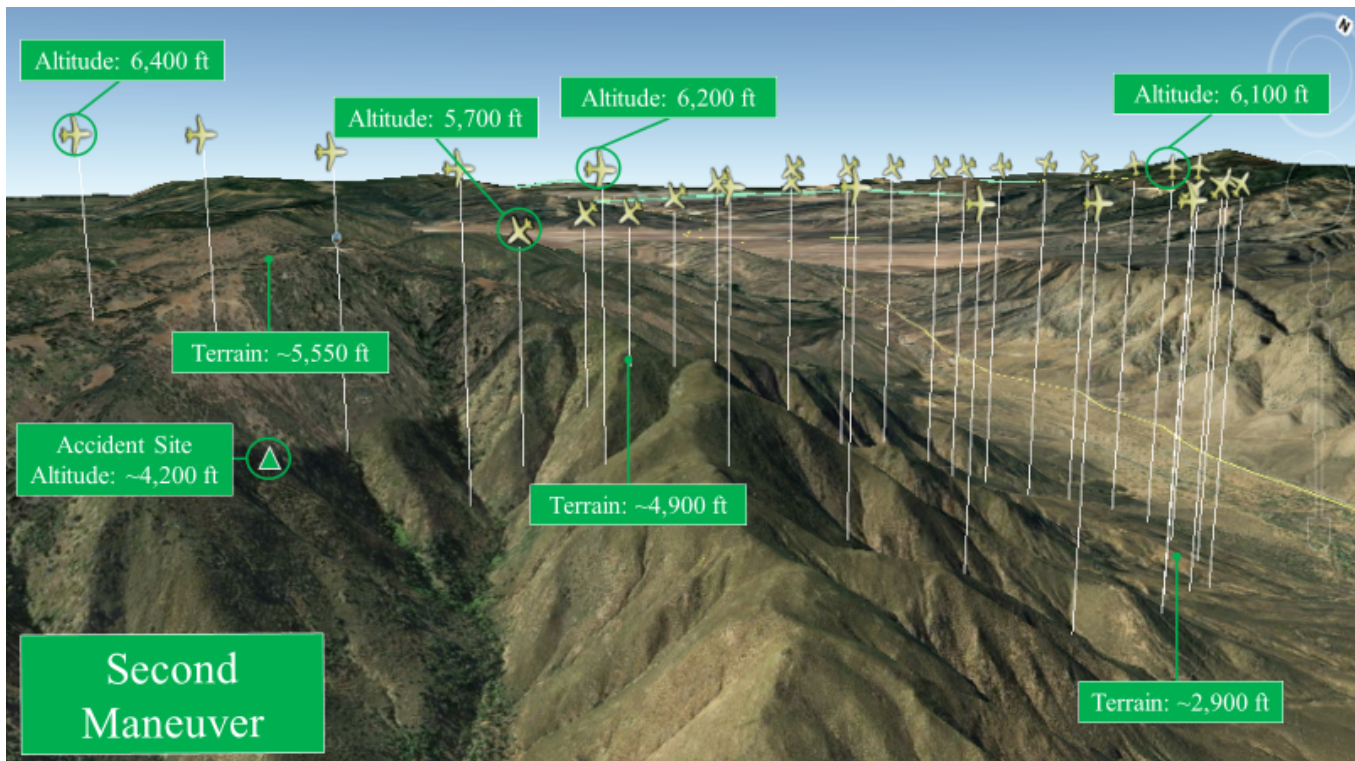 N
Altitude: 6,400 ft
Altitude: 5,700 ft
Altitude: 6,200 ft
Altitude: 6,100 ft
Terrain: ~5,550 ft
Accident Site
Altitude: ~4,200 ft
Terrain: ~4,900 ft
Terrain: ~2,900 ft
Second
Maneuver